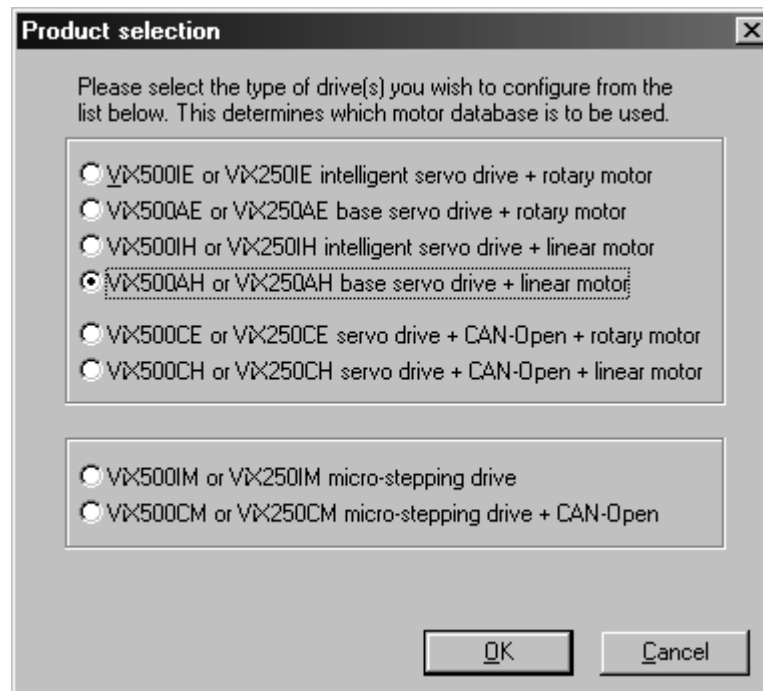 Product selection
Please select the type of drive(s) you wish to configure from the
list below. This determines which motor database is to be used.
ViX500IE or ViX250IE intelligent servo drive + rotary motor
ViX500AE or ViX250AE base servo drive + rotary motor
ViX500IH or ViX250IH intelligent servo drive + linear motor
ViX500AH or ViX250AH base servo drive + linear motor
ViX500CE or ViX250CE servo drive + CAN-Open + rotary motor
ViX500CH or ViX250CH servo drive + CAN-Open + linear motor
ViX500IM or ViX250IM micro-stepping drive
ViX500CM or ViX250CM micro-stepping drive + CAN-Open
OK Cancel